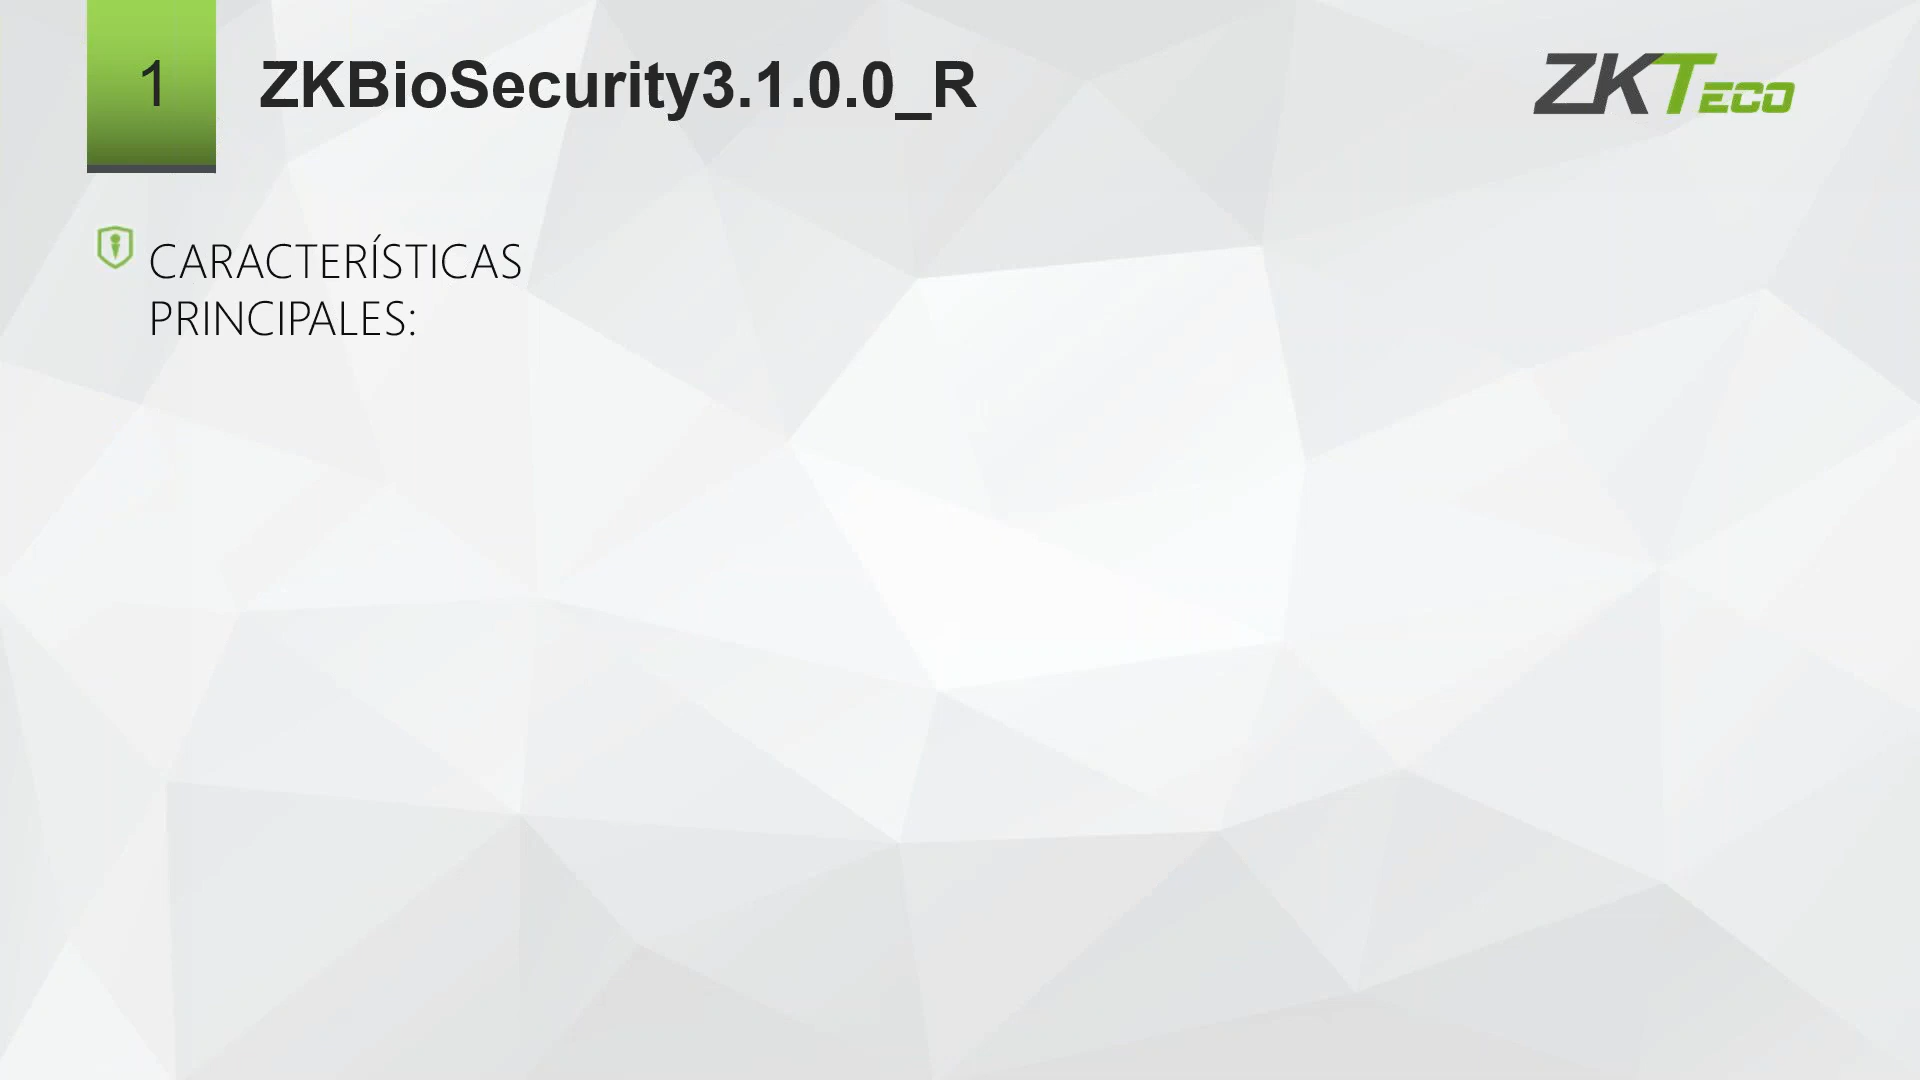 1
ZKBioSecurity3.1.0.0_R
ZKTeco
CARACTERÍSTICAS
PRINCIPALES: